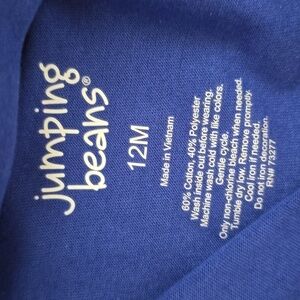 jumping
beans®
12M
Made in Vietnam
60% Cotton, 40% Polyester
Wash inside out before wearing.
Machine wash cold with like colors.
Gentle cycle.
Only non-chlorine bleach when needed.
Tumble dry low. Remove promptly.
Cool iron if needed.
Do not iron decoration.
RN# 73277